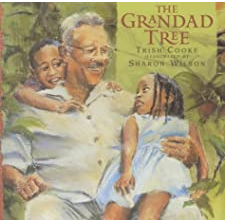 THE
GRANDAD
TREE
TRISH COOKE
ILLUSTRATED BY
SHARON WILSON